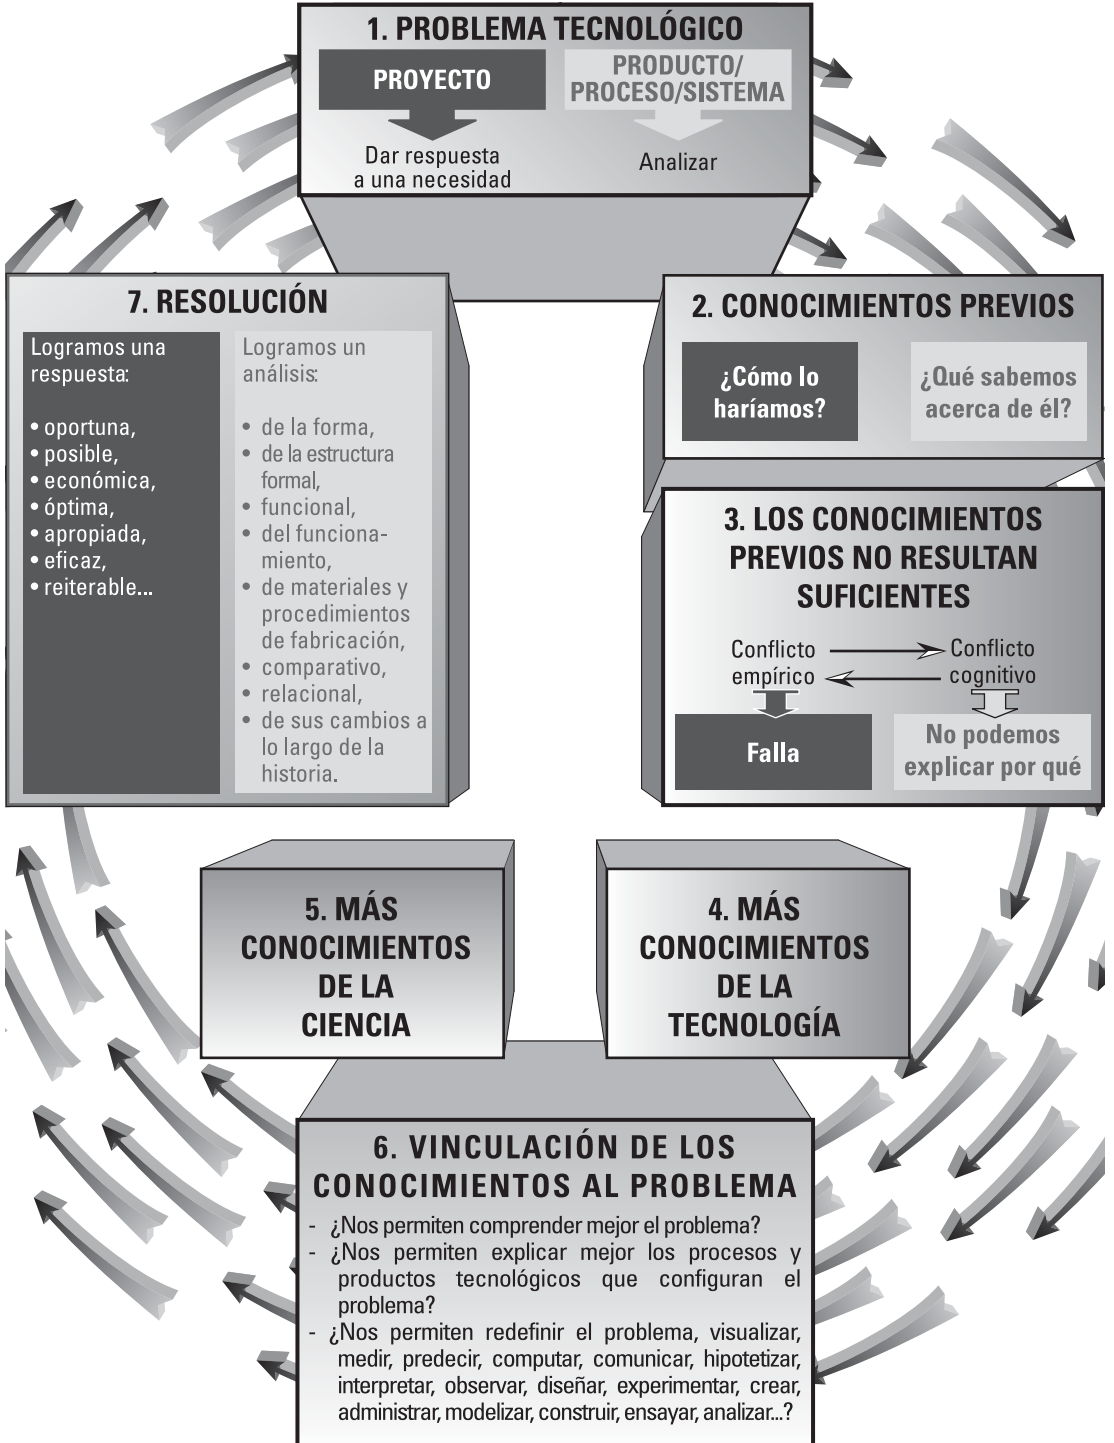 1. PROBLEMA TECNOLÓGICO
PROYECTO
Dar respuesta
a una necesidad
PRODUCTO/
PROCESO/SISTEMA
Analizar
2. CONOCIMIENTOS PREVIOS
¿Cómo lo
haríamos?
¿Qué sabemos
acerca de él?
3. LOS CONOCIMIENTOS
PREVIOS NO RESULTAN
SUFICIENTES
Conflicto
empírico
Conflicto
cognitivo
Falla
No podemos
explicar por qué
4. MÁS
CONOCIMIENTOS
DE LA
TECNOLOGÍA
5. MÁS
CONOCIMIENTOS
DE LA
CIENCIA
6. VINCULACIÓN DE LOS
CONOCIMIENTOS AL PROBLEMA
- ¿Nos permiten comprender mejor el problema?
- ¿Nos permiten explicar mejor los procesos y
productos tecnológicos que configuran el
problema?
- ¿Nos permiten redefinir el problema, visualizar,
medir, predecir, computar, comunicar, hipotetizar,
interpretar, observar, diseñar, experimentar, crear,
administrar, modelizar, construir, ensayar, analizar...?
7. RESOLUCIÓN
Logramos una
respuesta:
• oportuna,
• posible,
• económica,
• óptima,
• apropiada,
• eficaz,
• reiterable...
Logramos un
análisis:
• de la forma,
• de la estructura
formal,
• funcional,
• del funciona-
miento,
• de materiales y
procedimientos
de fabricación,
• comparativo,
• relacional,
• de sus cambios a
lo largo de la
historia.